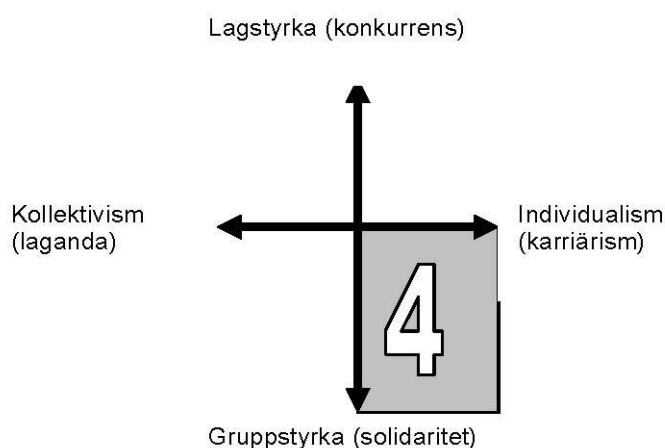 Lagstyrka (konkurrens)
Kollektivism
(laganda)
Individualism
(karriärism)
4
Gruppstyrka (solidaritet)